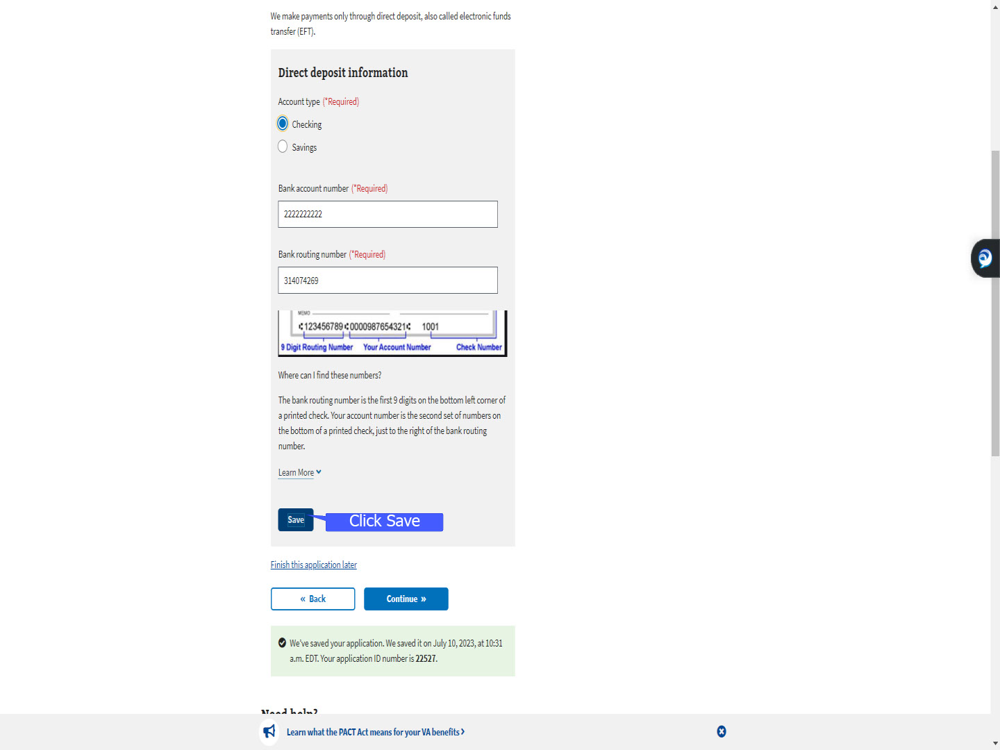 We make payments only through direct deposit, also called electronic funds
transfer (EFT).
Direct deposit information
Account type (*Required)
Checking
Savings
Bank account number (*Required)
2222222222
Bank routing number (*Required)
314074269
MEMO
⑆123456789⑆0000987654321⑆ 1001
9 Digit Routing Number Your Account Number Check Number
Where can I find these numbers?
The bank routing number is the first 9 digits on the bottom left corner of
a printed check. Your account number is the second set of numbers on
the bottom of a printed check, just to the right of the bank routing
number.
Learn More
Save Click Save
Finish this application later
« Back Continue »
We've saved your application. We saved it on July 10, 2023, at 10:31
a.m. EDT. Your application ID number is 22527.
Need help?
Learn what the PACT Act means for your VA benefits ›